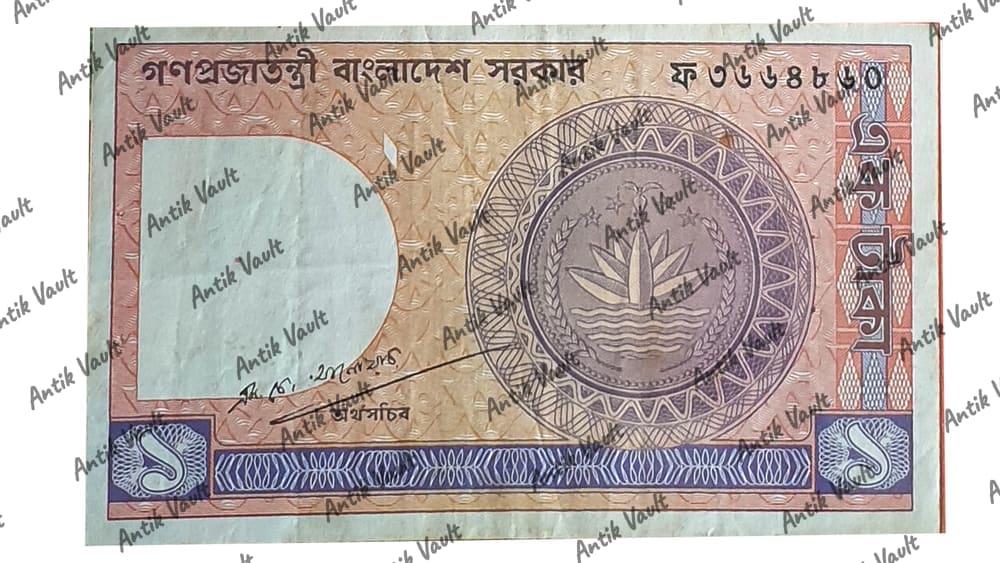 গণপ্রজাতন্ত্রী বাংলাদেশ সরকার
ফ ৩৬৬৪৮৬০
এক টাকা
অর্থসচিব
১
১
Antik Vault